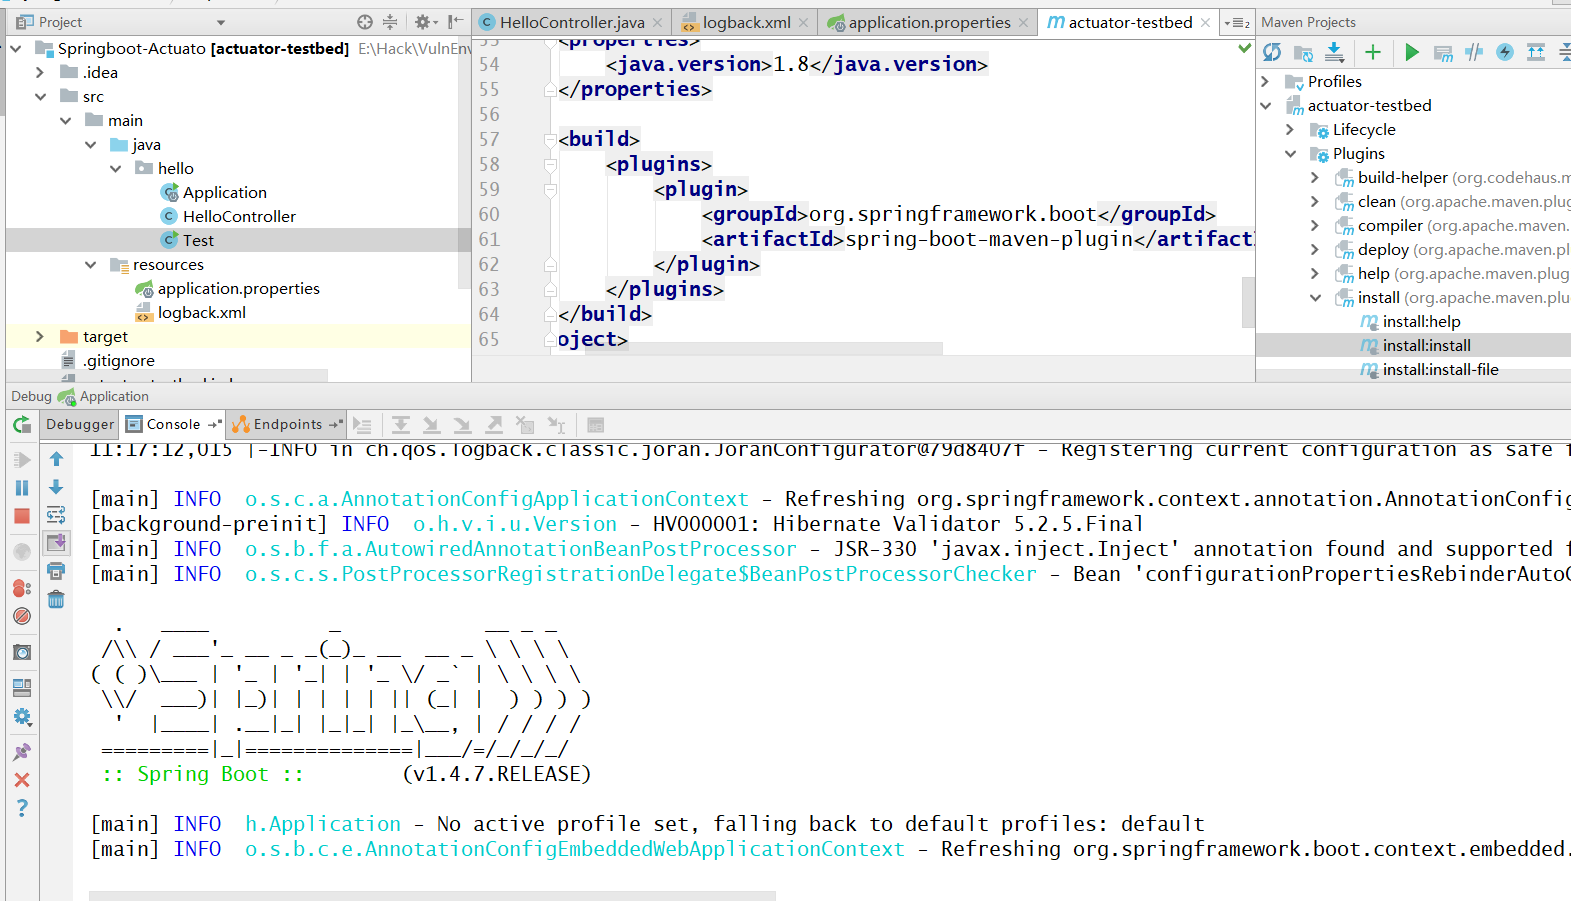 Project
Springboot-Actuato [actuator-testbed] E:\Hack\VulnEnv
.idea
src
main
java
hello
Application
HelloController
Test
resources
application.properties
logback.xml
target
.gitignore
HelloController.java
logback.xml
application.properties
actuator-testbed
2
53 <properties>
54 <java.version>1.8</java.version>
55 </properties>
56
57 <build>
58 <plugins>
59 <plugin>
60 <groupId>org.springframework.boot</groupId>
61 <artifactId>spring-boot-maven-plugin</artifactI
62 </plugin>
63 </plugins>
64 </build>
65 oject>
Maven Projects
Profiles
actuator-testbed
Lifecycle
Plugins
build-helper (org.codehaus.m
clean (org.apache.maven.plug
compiler (org.apache.maven.
deploy (org.apache.maven.pl
help (org.apache.maven.plug
install (org.apache.maven.plu
install:help
install:install
install:install-file
Debug Application
Debugger Console Endpoints
11:17:12,015 |-INFO in ch.qos.logback.classic.joran.JoranConfigurator@79d8407f - Registering current configuration as safe f
[main] INFO o.s.c.a.AnnotationConfigApplicationContext - Refreshing org.springframework.context.annotation.AnnotationConfig
[background-preinit] INFO o.h.v.i.u.Version - HV000001: Hibernate Validator 5.2.5.Final
[main] INFO o.s.b.f.a.AutowiredAnnotationBeanPostProcessor - JSR-330 'javax.inject.Inject' annotation found and supported f
[main] INFO o.s.c.s.PostProcessorRegistrationDelegate$BeanPostProcessorChecker - Bean 'configurationPropertiesRebinderAutoC
  .   ____          _            __ _ _
 /\\ / ___'_ __ _ _(_)_ __  __ _ \ \ \ \
( ( )\___ | '_ | '_| | '_ \/ _` | \ \ \ \
 \\/  ___)| |_)| | | | | || (_| |  ) ) ) )
  '  |____| .__|_| |_|_| |_\__, | / / / /
 =========|_|==============|___/=/_/_/_/
 :: Spring Boot ::        (v1.4.7.RELEASE)
[main] INFO h.Application - No active profile set, falling back to default profiles: default
[main] INFO o.s.b.c.e.AnnotationConfigEmbeddedWebApplicationContext - Refreshing org.springframework.boot.context.embedded.